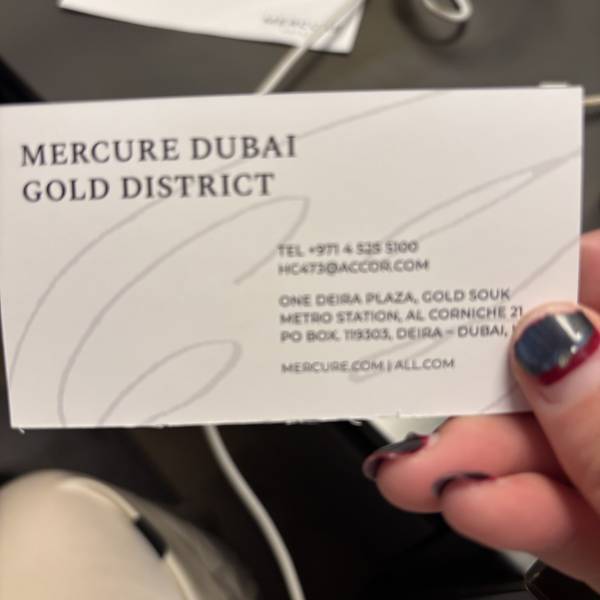 MERCURE DUBAI
GOLD DISTRICT
TEL +971 4 525 5100
HC473@ACCOR.COM
ONE DEIRA PLAZA, GOLD SOUK
METRO STATION, AL CORNICHE 21
PO BOX. 119303, DEIRA – DUBAI,
MERCURE.COM | ALL.COM